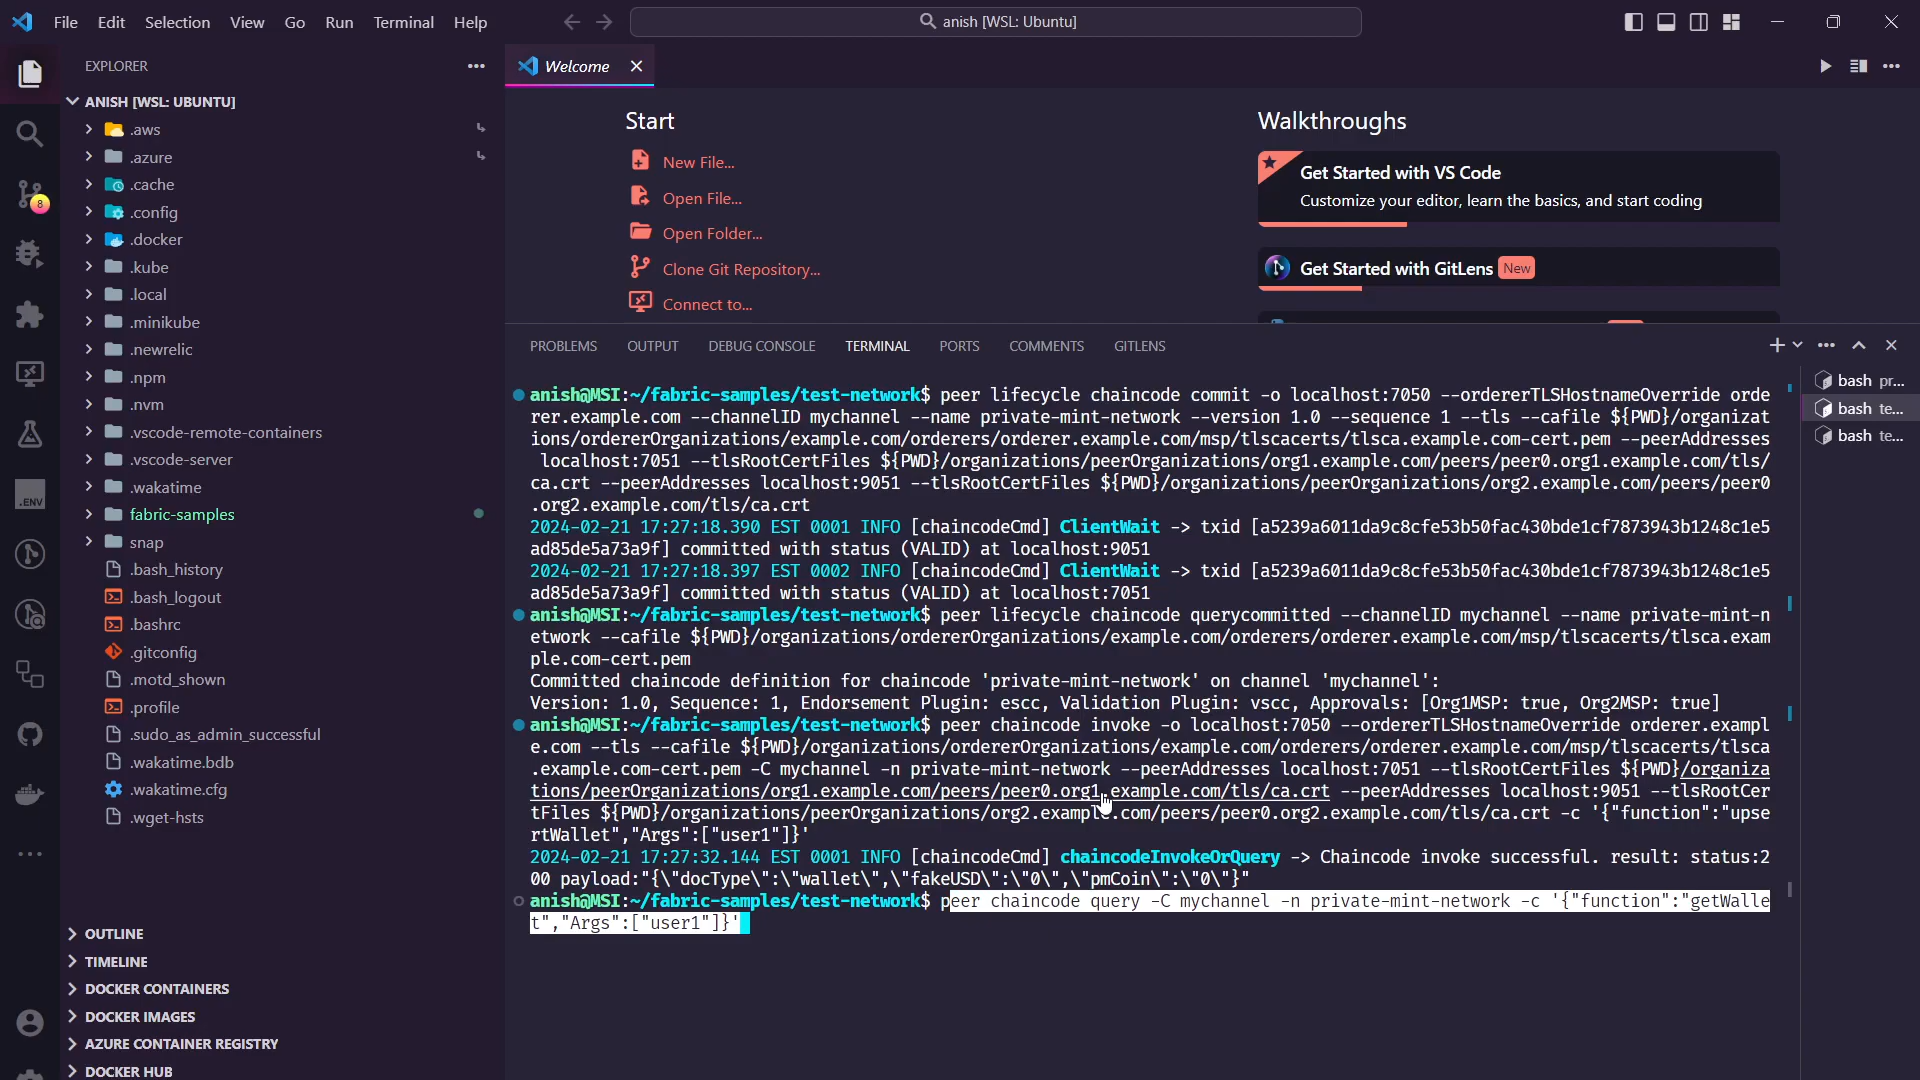 File Edit Selection View Go Run Terminal Help
anish [WSL: Ubuntu]
EXPLORER
ANISH [WSL: UBUNTU]
.aws
.azure
.cache
.config
.docker
.kube
.local
.minikube
.newrelic
.npm
.nvm
.vscode-remote-containers
.vscode-server
.wakatime
fabric-samples
snap
.bash_history
.bash_logout
.bashrc
.gitconfig
.motd_shown
.profile
.sudo_as_admin_successful
.wakatime.bdb
.wakatime.cfg
.wget-hsts
OUTLINE
TIMELINE
DOCKER CONTAINERS
DOCKER IMAGES
AZURE CONTAINER REGISTRY
DOCKER HUB
8
.ENV
Welcome
Start
New File...
Open File...
Open Folder...
Clone Git Repository...
Connect to...
Walkthroughs
Get Started with VS Code
Customize your editor, learn the basics, and start coding
Get Started with GitLens New
PROBLEMS OUTPUT DEBUG CONSOLE TERMINAL PORTS COMMENTS GITLENS
bash pr...
bash te...
bash te...
anish@MSI:~/fabric-samples/test-network$ peer lifecycle chaincode commit -o localhost:7050 --ordererTLSHostnameOverride orde
rer.example.com --channelID mychannel --name private-mint-network --version 1.0 --sequence 1 --tls --cafile ${PWD}/organizat
ions/ordererOrganizations/example.com/orderers/orderer.example.com/msp/tlscacerts/tlsca.example.com-cert.pem --peerAddresses
localhost:7051 --tlsRootCertFiles ${PWD}/organizations/peerOrganizations/org1.example.com/peers/peer0.org1.example.com/tls/
ca.crt --peerAddresses localhost:9051 --tlsRootCertFiles ${PWD}/organizations/peerOrganizations/org2.example.com/peers/peer0
.org2.example.com/tls/ca.crt
2024-02-21 17:27:18.390 EST 0001 INFO [chaincodeCmd] ClientWait -> txid [a5239a6011da9c8cfe53b50fac430bde1cf7873943b1248c1e5
ad85de5a73a9f] committed with status (VALID) at localhost:9051
2024-02-21 17:27:18.397 EST 0002 INFO [chaincodeCmd] ClientWait -> txid [a5239a6011da9c8cfe53b50fac430bde1cf7873943b1248c1e5
ad85de5a73a9f] committed with status (VALID) at localhost:7051
anish@MSI:~/fabric-samples/test-network$ peer lifecycle chaincode querycommitted --channelID mychannel --name private-mint-n
etwork --cafile ${PWD}/organizations/ordererOrganizations/example.com/orderers/orderer.example.com/msp/tlscacerts/tlsca.exam
ple.com-cert.pem
Committed chaincode definition for chaincode 'private-mint-network' on channel 'mychannel':
Version: 1.0, Sequence: 1, Endorsement Plugin: escc, Validation Plugin: vscc, Approvals: [Org1MSP: true, Org2MSP: true]
anish@MSI:~/fabric-samples/test-network$ peer chaincode invoke -o localhost:7050 --ordererTLSHostnameOverride orderer.exampl
e.com --tls --cafile ${PWD}/organizations/ordererOrganizations/example.com/orderers/orderer.example.com/msp/tlscacerts/tlsca
.example.com-cert.pem -C mychannel -n private-mint-network --peerAddresses localhost:7051 --tlsRootCertFiles ${PWD}/organiza
tions/peerOrganizations/org1.example.com/peers/peer0.org1.example.com/tls/ca.crt --peerAddresses localhost:9051 --tlsRootCer
tFiles ${PWD}/organizations/peerOrganizations/org2.example.com/peers/peer0.org2.example.com/tls/ca.crt -c '{"function":"upse
rtWallet","Args":["user1"]}'
2024-02-21 17:27:32.144 EST 0001 INFO [chaincodeCmd] chaincodeInvokeOrQuery -> Chaincode invoke successful. result: status:2
00 payload:"{\"docType\":\"wallet\",\"fakeUSD\":\"0\",\"pmCoin\":\"0\"}"
anish@MSI:~/fabric-samples/test-network$ peer chaincode query -C mychannel -n private-mint-network -c '{"function":"getWalle
t","Args":["user1"]}'